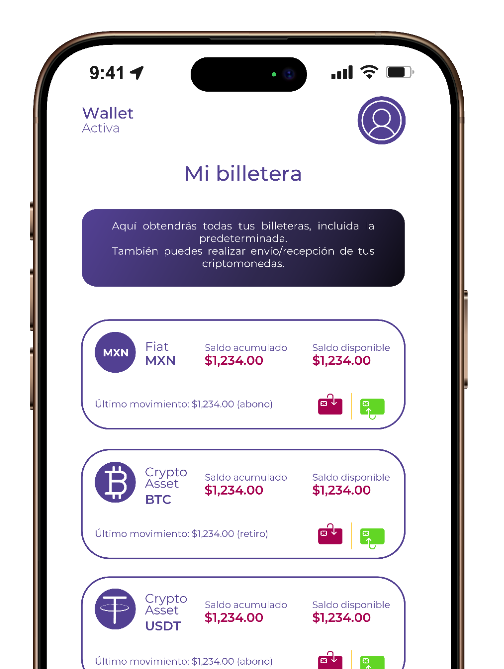 9:41
Wallet
Activa
Mi billetera
Aquí obtendrás todas tus billeteras, incluida a
predeterminada.
También puedes realizar envío/recepción de tus
criptomonedas.
MXN
Fiat
MXN
Saldo acumulado
$1,234.00
Saldo disponible
$1,234.00
Último movimiento: $1,234.00 (abono)
Crypto
Asset
BTC
Saldo acumulado
$1,234.00
Saldo disponible
$1,234.00
Último movimiento: $1,234.00 (retiro)
Crypto
Asset
USDT
Saldo acumulado
$1,234.00
Saldo disponible
$1,234.00
Último movimiento: $1,234.00 (abono)